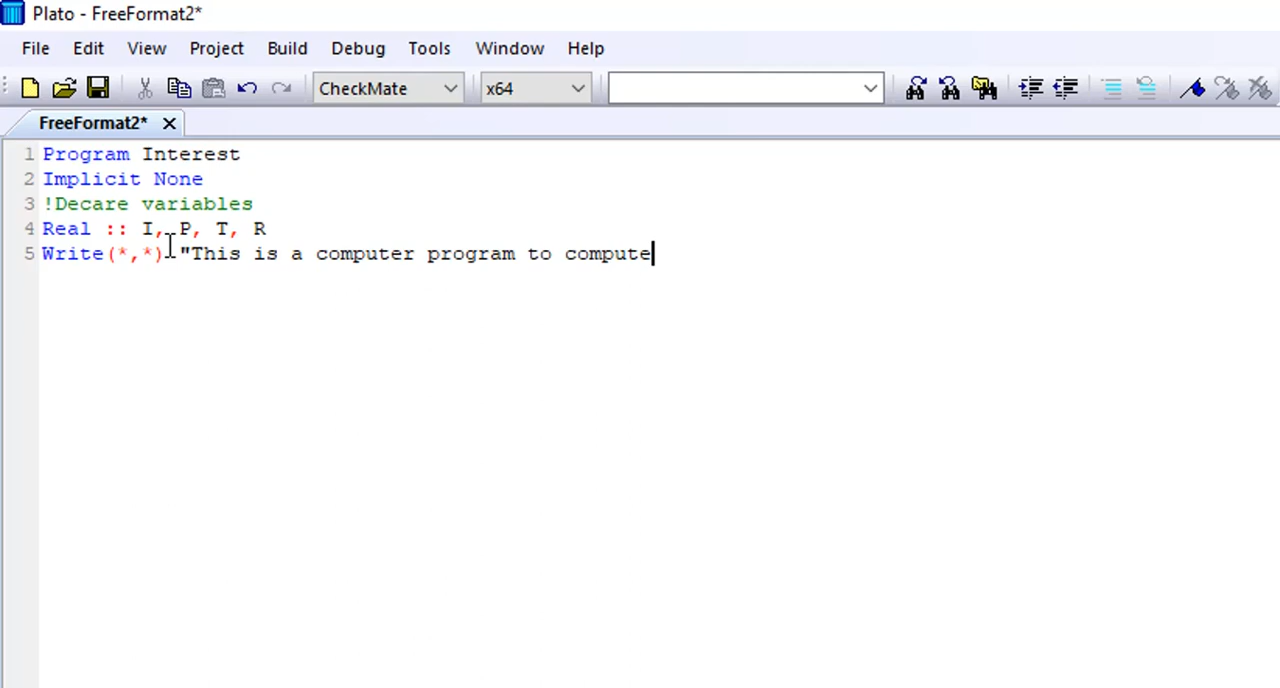 Plato - FreeFormat2*
File Edit View Project Build Debug Tools Window Help
CheckMate x64
FreeFormat2*
1 Program Interest
2 Implicit None
3 !Decare variables
4 Real :: I, P, T, R
5 Write(*,*) "This is a computer program to compute